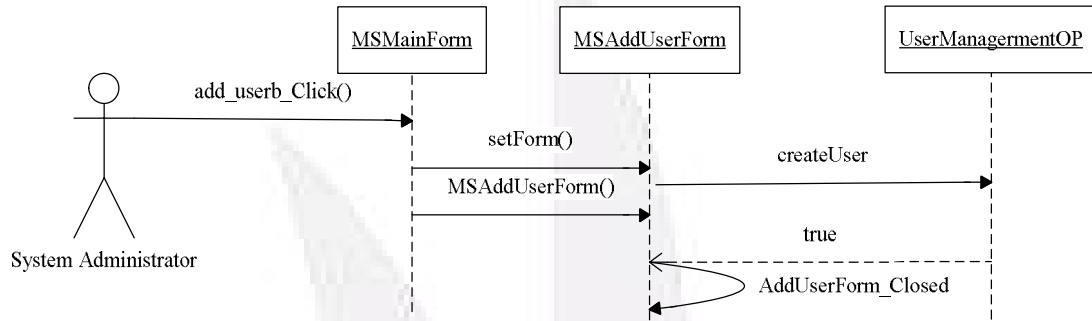 MSMainForm
MSAddUserForm
UserManagermentOP
add_userb_Click()
setForm()
createUser
MSAddUserForm()
true
AddUserForm_Closed
System Administrator